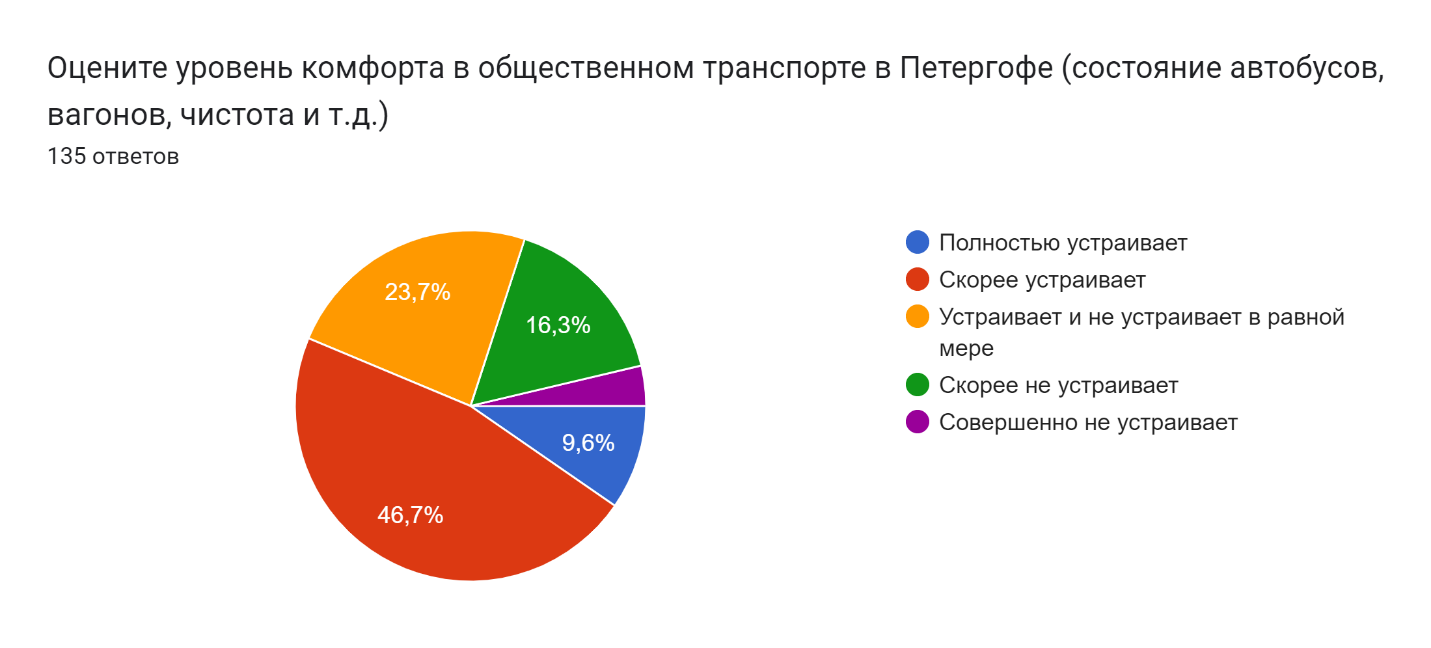 Оцените уровень комфорта в общественном транспорте в Петергофе (состояние автобусов,
вагонов, чистота и т.д.)
135 ответов
Полностью устраивает
Скорее устраивает
Устраивает и не устраивает в равной
мере
Скорее не устраивает
Совершенно не устраивает
23,7%
16,3%
9,6%
46,7%